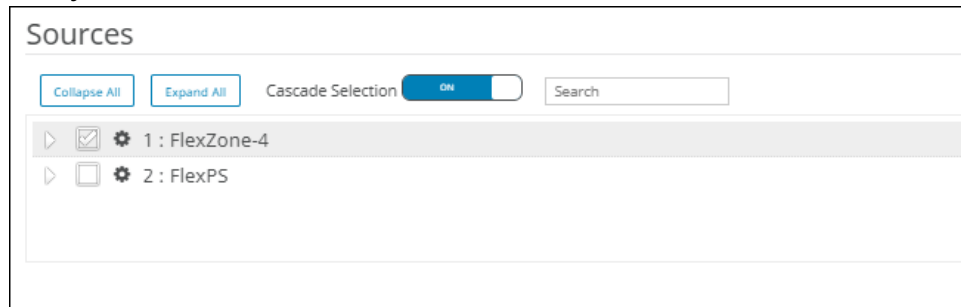 Sources
Collapse All Expand All Cascade Selection ON Search
1 : FlexZone-4
2 : FlexPS